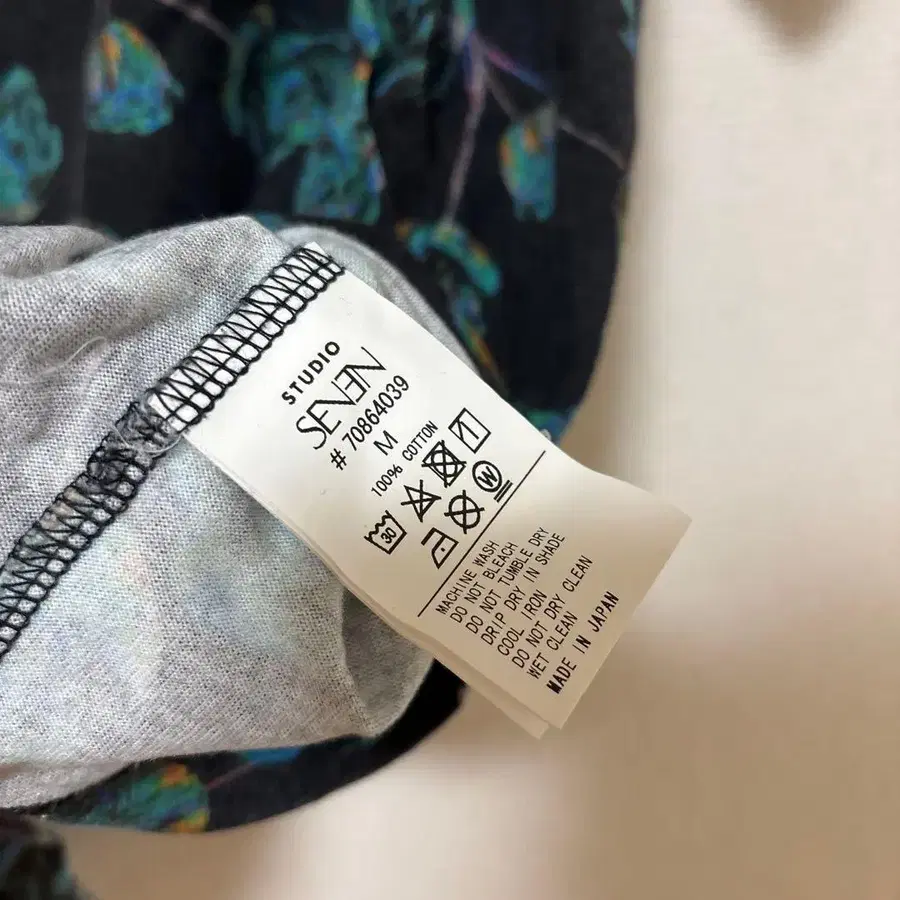 STUDIO
SEVEN
# 70864039
M
100% COTTON
30
W
MACHINE WASH
DO NOT BLEACH
DO NOT TUMBLE DRY
DRIP DRY IN SHADE
COOL IRON
DO NOT DRY CLEAN
WET CLEAN
MADE IN JAPAN